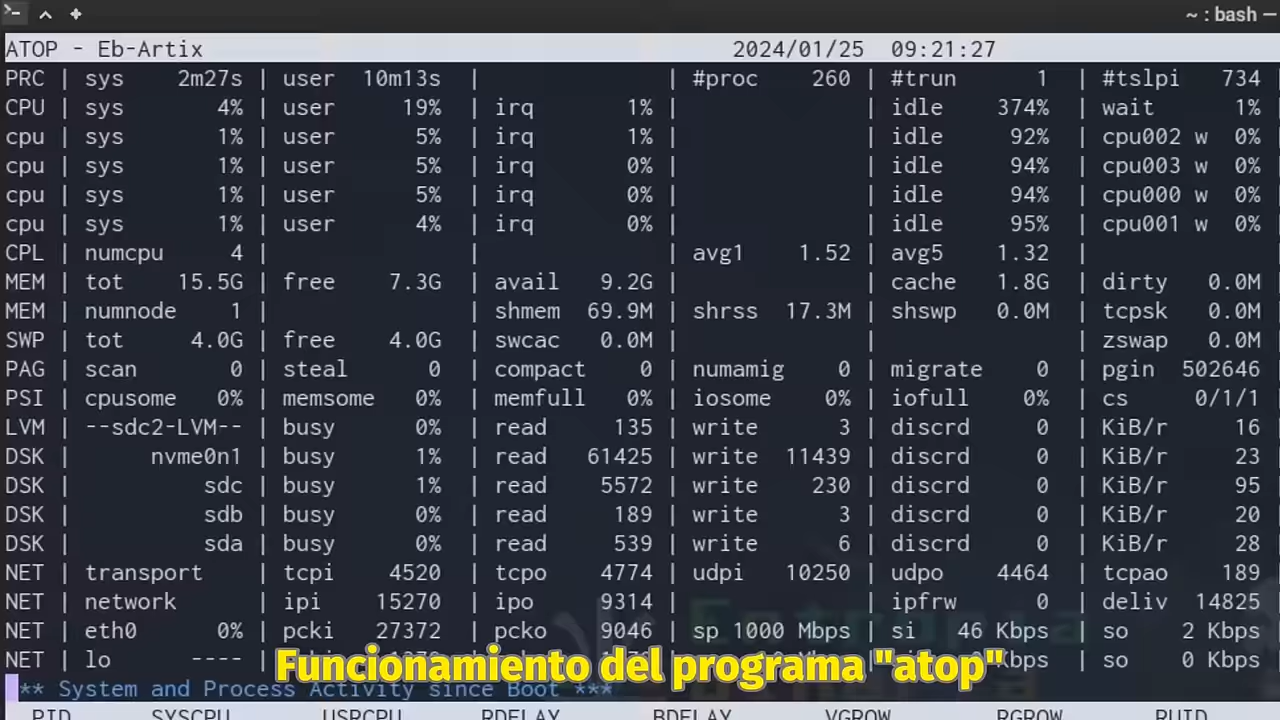 ~ : bash —
ATOP - Eb-Artix 2024/01/25 09:21:27
PRC | sys 2m27s | user 10m13s | #proc 260 | #trun 1 | #tslpi 734
CPU | sys 4% | user 19% | irq 1% | | idle 374% | wait 1%
cpu | sys 1% | user 5% | irq 1% | | idle 92% | cpu002 w 0%
cpu | sys 1% | user 5% | irq 0% | | idle 94% | cpu003 w 0%
cpu | sys 1% | user 5% | irq 0% | | idle 94% | cpu000 w 0%
cpu | sys 1% | user 4% | irq 0% | | idle 95% | cpu001 w 0%
CPL | numcpu 4 | | | avg1 1.52 | avg5 1.32 |
MEM | tot 15.5G | free 7.3G | avail 9.2G | | cache 1.8G | dirty 0.0M
MEM | numnode 1 | | shmem 69.9M | shrss 17.3M | shswp 0.0M | tcpsk 0.0M
SWP | tot 4.0G | free 4.0G | swcac 0.0M | | | zswap 0.0M
PAG | scan 0 | steal 0 | compact 0 | numamig 0 | migrate 0 | pgin 502646
PSI | cpusome 0% | memsome 0% | memfull 0% | iosome 0% | iofull 0% | cs 0/1/1
LVM | --sdc2-LVM-- | busy 0% | read 135 | write 3 | discrd 0 | KiB/r 16
DSK | nvme0n1 | busy 1% | read 61425 | write 11439 | discrd 0 | KiB/r 23
DSK | sdc | busy 1% | read 5572 | write 230 | discrd 0 | KiB/r 95
DSK | sdb | busy 0% | read 189 | write 3 | discrd 0 | KiB/r 20
DSK | sda | busy 0% | read 539 | write 6 | discrd 0 | KiB/r 28
NET | transport | tcpi 4520 | tcpo 4774 | udpi 10250 | udpo 4464 | tcpao 189
NET | network | ipi 15270 | ipo 9314 | | ipfrw 0 | deliv 14825
NET | eth0 0% | pcki 27372 | pcko 9046 | sp 1000 Mbps | si 46 Kbps | so 2 Kbps
NET | lo ---- | Kbps | so 0 Kbps
Funcionamiento del programa "atop"
** System and Process Activity since Boot ***
PID SYSCPU USRCPU RDELAY BDELAY VGROW RGROW RUID